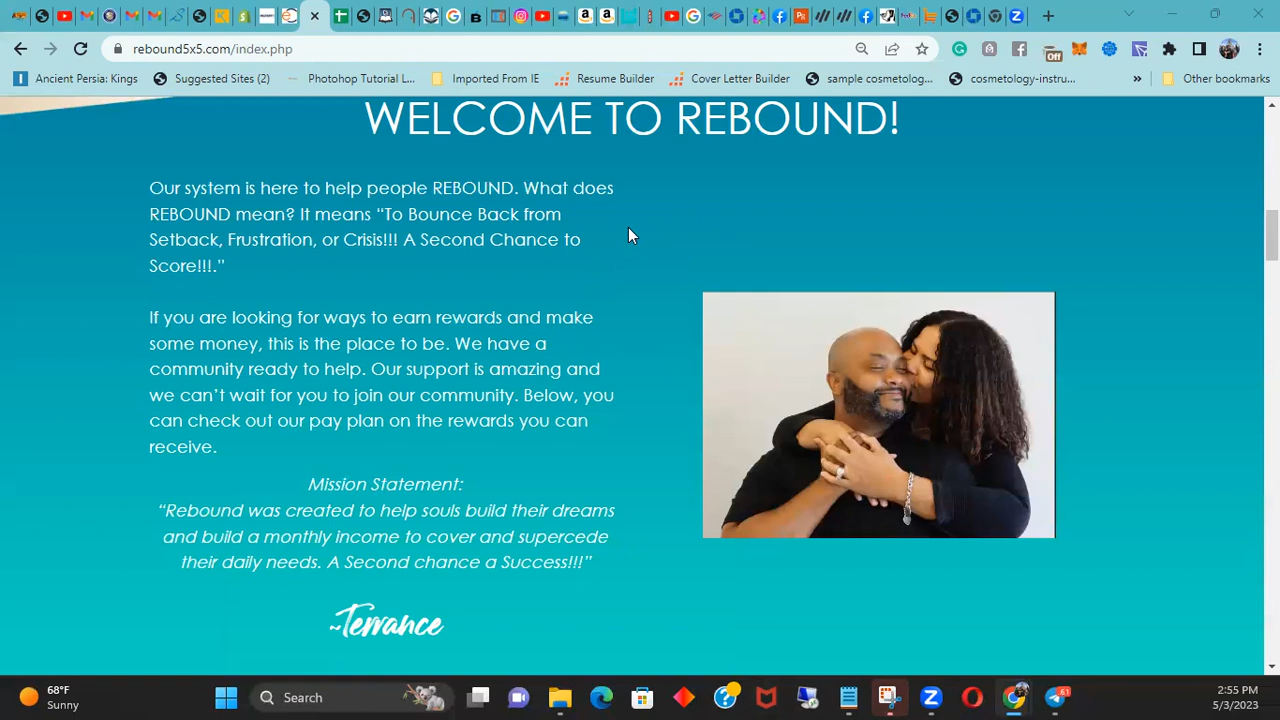 rebound5x5.com/index.php
Off
Ancient Persia: Kings
Suggested Sites (2)
Photohop Tutorial L...
Imported From IE
Resume Builder
Cover Letter Builder
sample cosmetolog...
cosmetology-instru...
»
Other bookmarks
WELCOME TO REBOUND!
Our system is here to help people REBOUND. What does
REBOUND mean? It means “To Bounce Back from
Setback, Frustration, or Crisis!!! A Second Chance to
Score!!!.”
If you are looking for ways to earn rewards and make
some money, this is the place to be. We have a
community ready to help. Our support is amazing and
we can’t wait for you to join our community. Below, you
can check out our pay plan on the rewards you can
receive.
Mission Statement:
“Rebound was created to help souls build their dreams
and build a monthly income to cover and supercede
their daily needs. A Second chance a Success!!!”
~Terrance
68°F
Sunny
Search
61
2:55 PM
5/3/2023